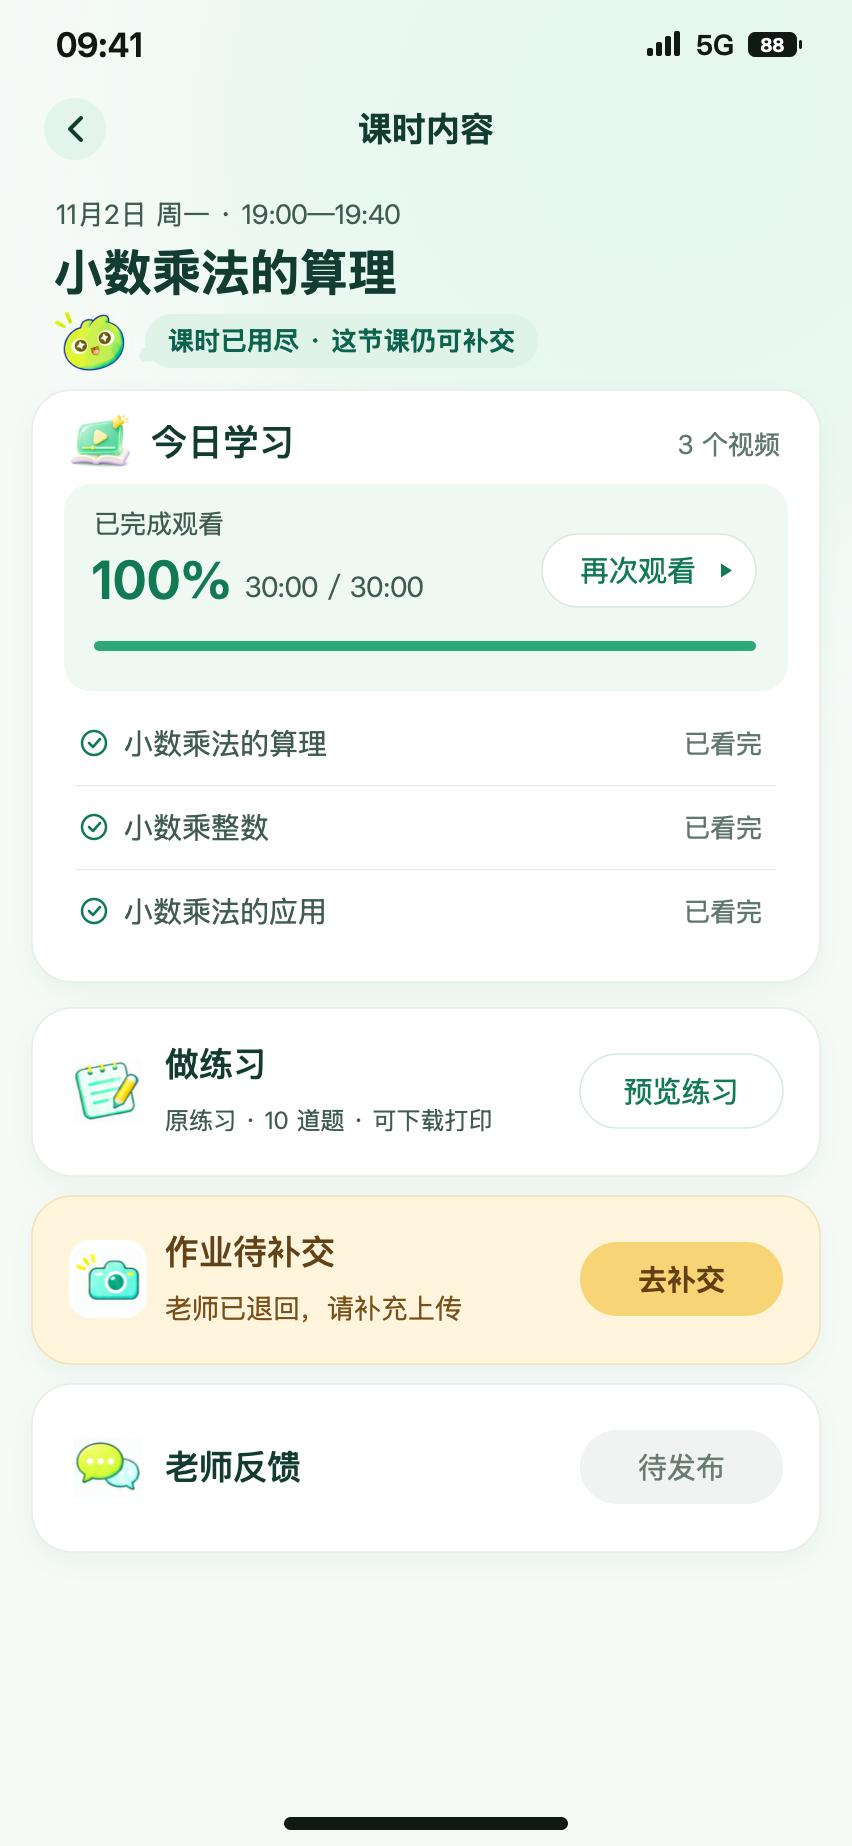 09:41
5G 88
课时内容
11月2日 周一 · 19:00—19:40
小数乘法的算理
课时已用尽 · 这节课仍可补交
今日学习
3 个视频
已完成观看
100% 30:00 / 30:00
再次观看
小数乘法的算理
已看完
小数乘整数
已看完
小数乘法的应用
已看完
做练习
原练习 · 10 道题 · 可下载打印
预览练习
作业待补交
老师已退回，请补充上传
去补交
老师反馈
待发布